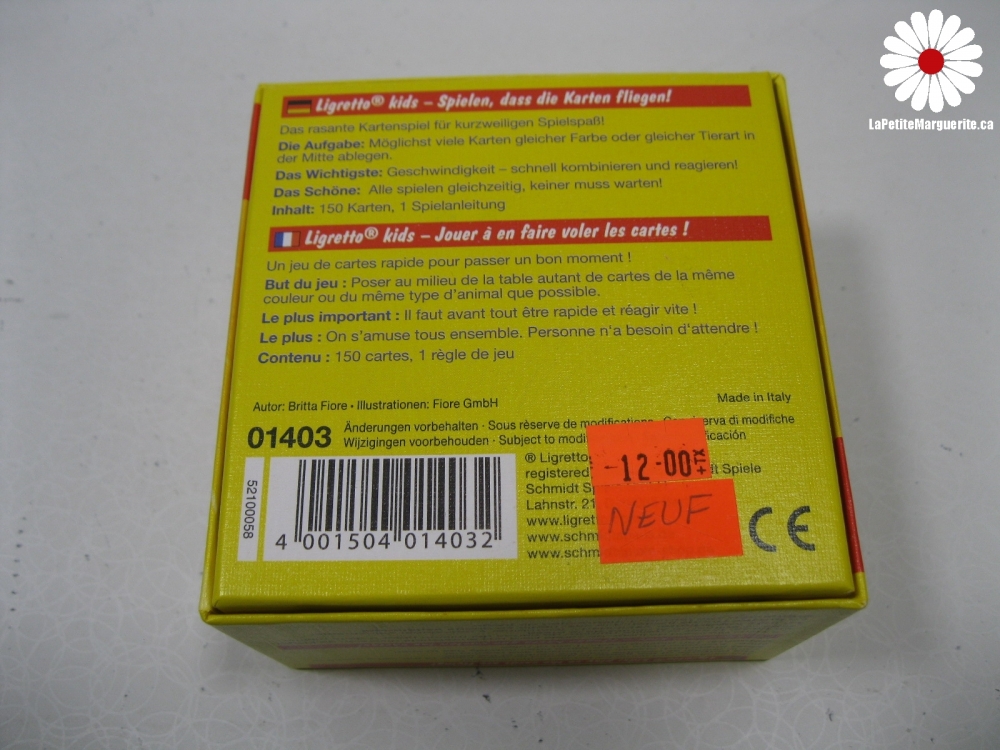 LaPetiteMarguerite.ca
Ligretto® kids – Spielen, dass die Karten fliegen!
Das rasante Kartenspiel für kurzweiligen Spielspaß!
Die Aufgabe: Möglichst viele Karten gleicher Farbe oder gleicher Tierart in
der Mitte ablegen.
Das Wichtigste: Geschwindigkeit – schnell kombinieren und reagieren!
Das Schöne: Alle spielen gleichzeitig, keiner muss warten!
Inhalt: 150 Karten, 1 Spielanleitung
Ligretto® kids – Jouer à en faire voler les cartes !
Un jeu de cartes rapide pour passer un bon moment !
But du jeu : Poser au milieu de la table autant de cartes de la même
couleur ou du même type d'animal que possible.
Le plus important : Il faut avant tout être rapide et réagir vite !
Le plus : On s'amuse tous ensemble. Personne n'a besoin d'attendre !
Contenu : 150 cartes, 1 règle de jeu
Autor: Britta Fiore • Illustrationen: Fiore GmbH
Made in Italy
01403
Änderungen vorbehalten · Sous rèserve de modifications di modifiche
Wijzigingen voorbehouden · Subject to
® Ligretto
registered Spiele
Schmidt
Lahnstr.
-12-00 +TX
NEUF
CE
52100058
4 001504 014032